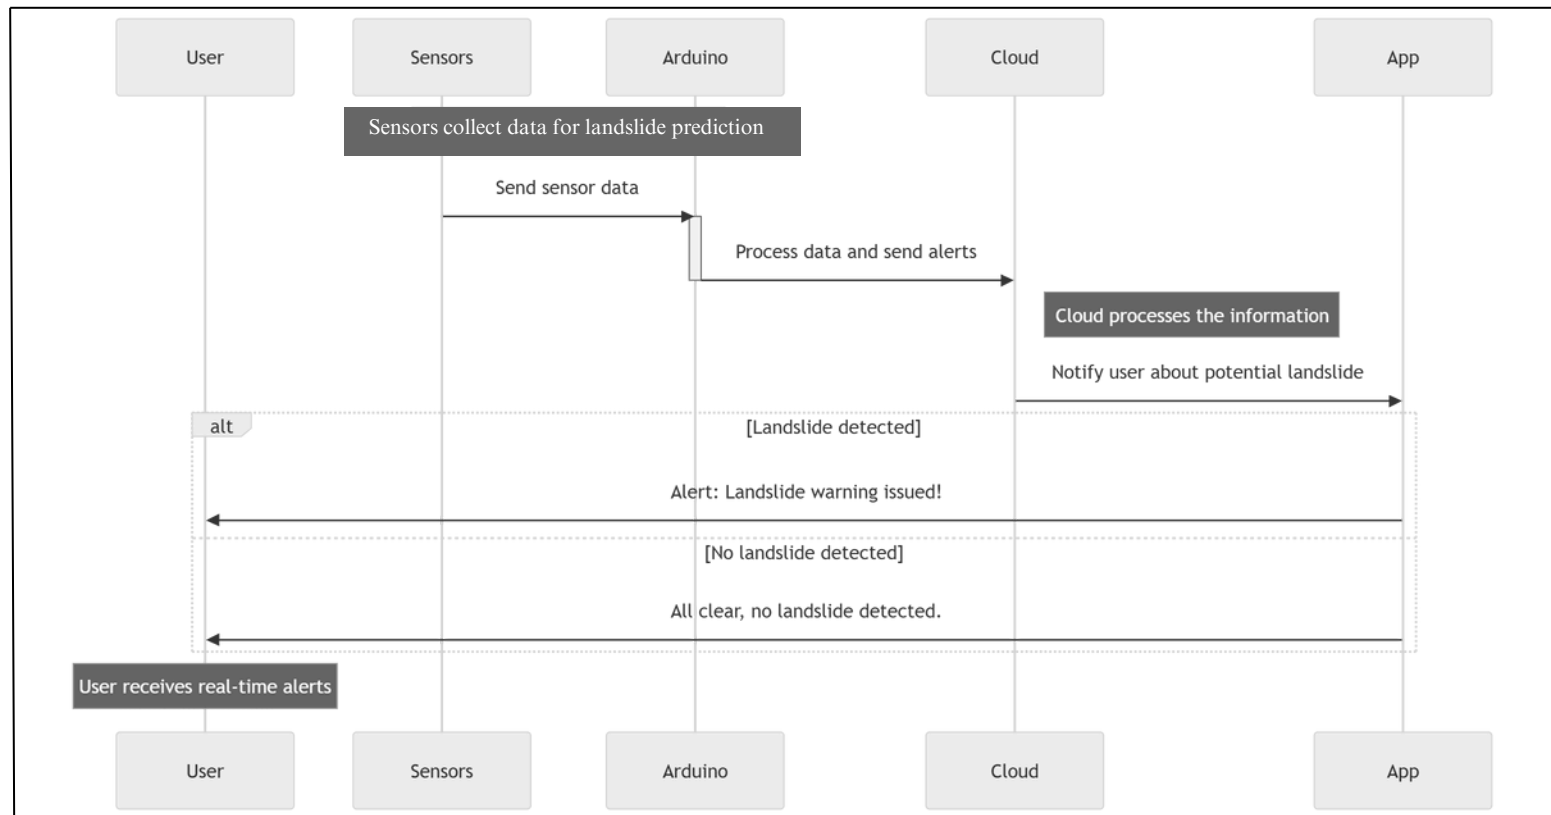 User
Sensors
Arduino
Cloud
App
Sensors collect data for landslide prediction
Send sensor data
Process data and send alerts
Cloud processes the information
Notify user about potential landslide
alt
[Landslide detected]
Alert: Landslide warning issued!
[No landslide detected]
All clear, no landslide detected.
User receives real-time alerts
User
Sensors
Arduino
Cloud
App